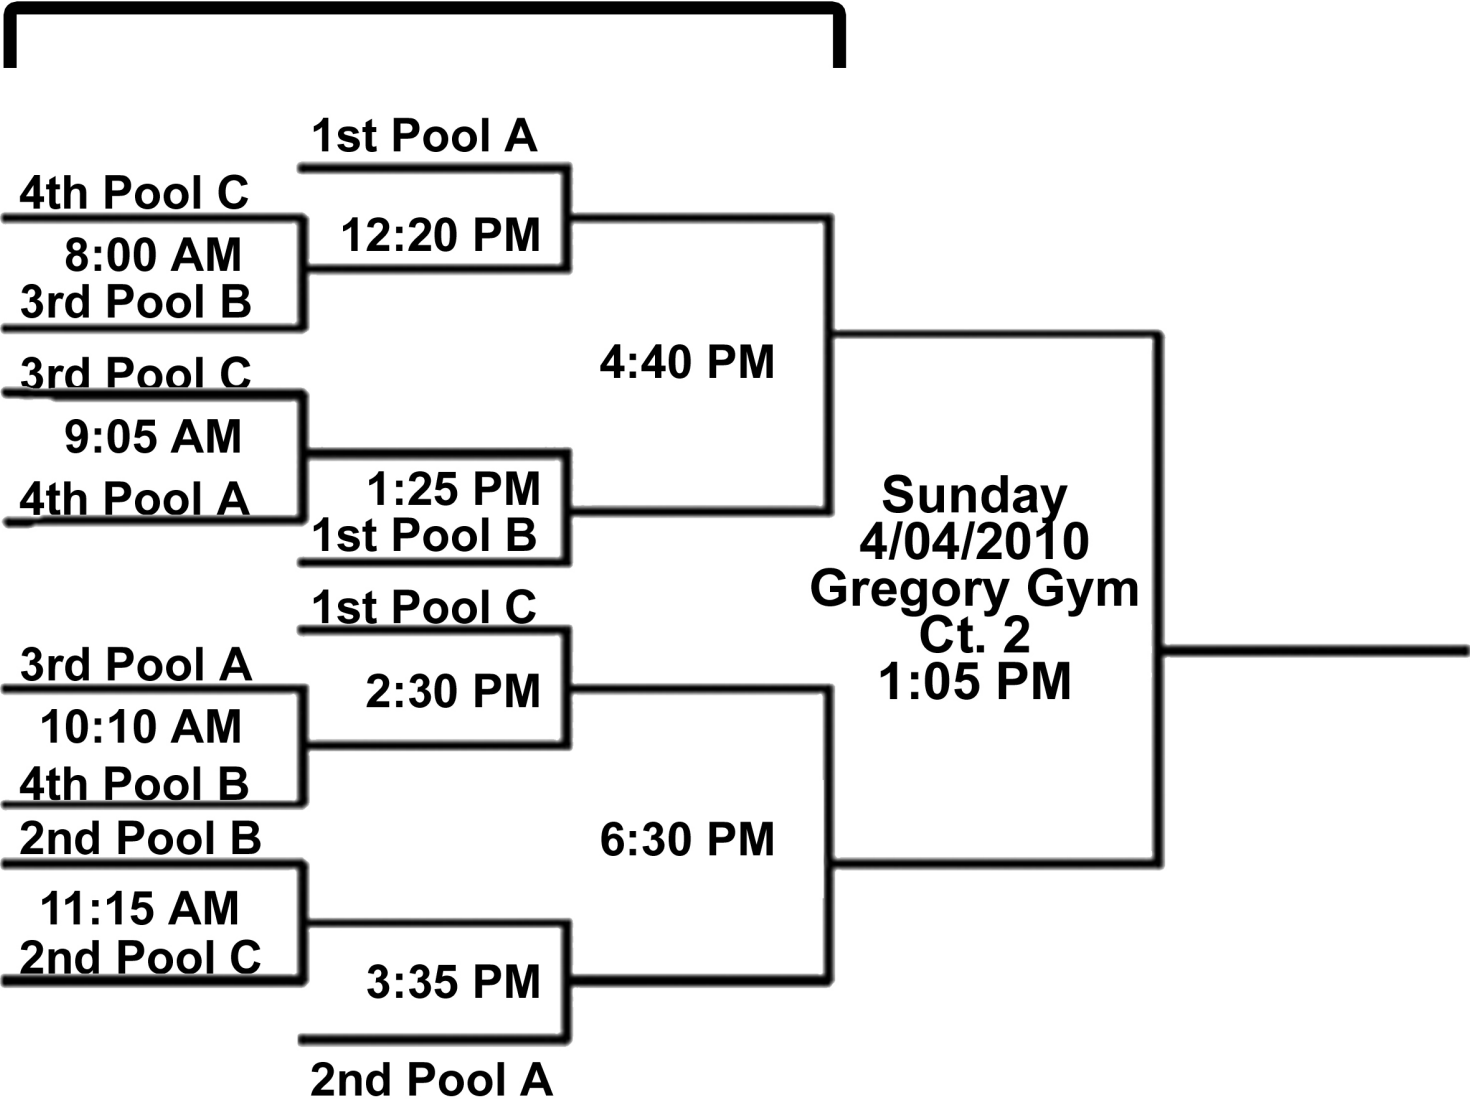 1st Pool A
4th Pool C
12:20 PM
8:00 AM
3rd Pool B
4:40 PM
3rd Pool C
9:05 AM
4th Pool A
1:25 PM
1st Pool B
Sunday
4/04/2010
Gregory Gym
Ct. 2
1:05 PM
1st Pool C
3rd Pool A
2:30 PM
10:10 AM
4th Pool B
2nd Pool B
6:30 PM
11:15 AM
2nd Pool C
3:35 PM
2nd Pool A